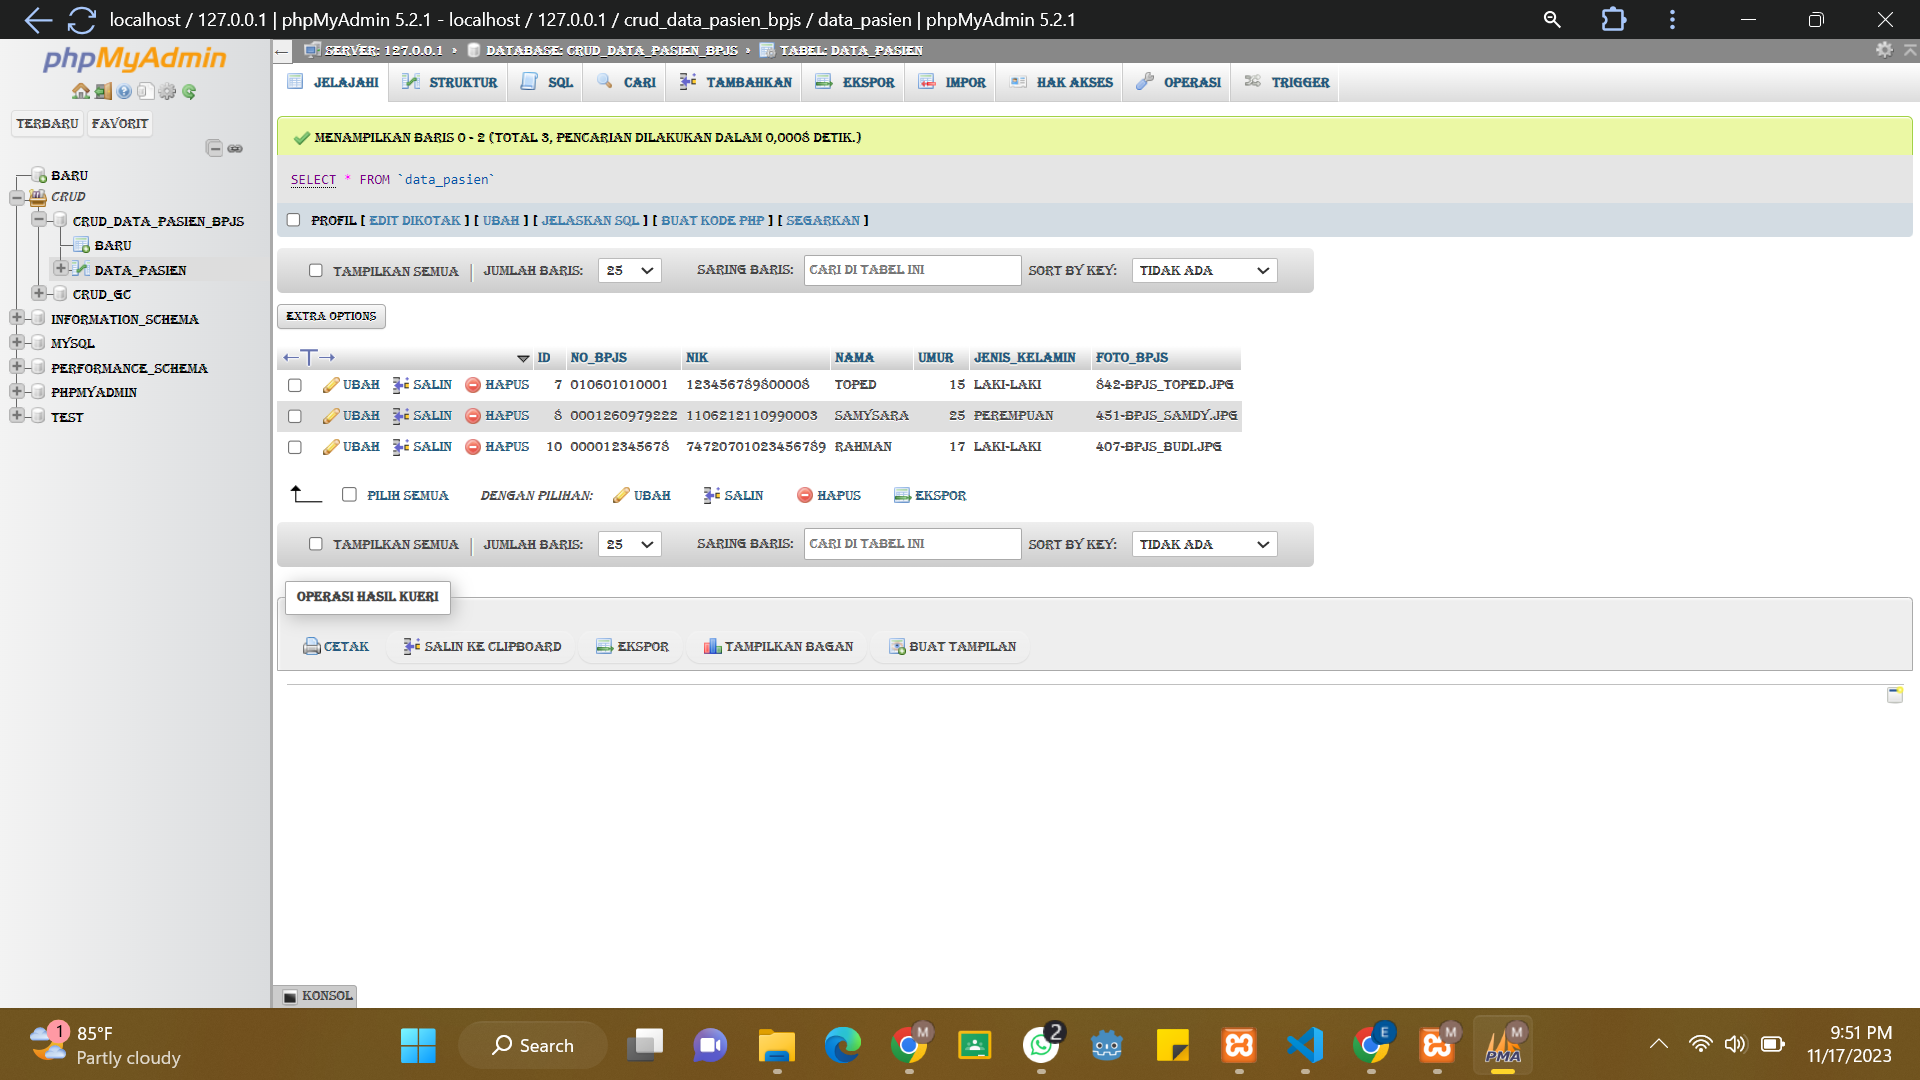 localhost / 127.0.0.1 | phpMyAdmin 5.2.1 - localhost / 127.0.0.1 / crud_data_pasien_bpjs / data_pasien | phpMyAdmin 5.2.1
phpMyAdmin
TERBARU FAVORIT
BARU
CRUD
CRUD_DATA_PASIEN_BPJS
BARU
DATA_PASIEN
CRUD_GC
INFORMATION_SCHEMA
MYSQL
PERFORMANCE_SCHEMA
PHPMYADMIN
TEST
SERVER: 127.0.0.1 » DATABASE: CRUD_DATA_PASIEN_BPJS » TABEL: DATA_PASIEN
JELAJAHI STRUKTUR SQL CARI TAMBAHKAN EKSPOR IMPOR HAK AKSES OPERASI TRIGGER
MENAMPILKAN BARIS 0 - 2 (TOTAL 3, PENCARIAN DILAKUKAN DALAM 0,0008 DETIK.)
SELECT * FROM `data_pasien`
PROFIL [ EDIT DIKOTAK ] [ UBAH ] [ JELASKAN SQL ] [ BUAT KODE PHP ] [ SEGARKAN ]
TAMPILKAN SEMUA | JUMLAH BARIS: 25 SARING BARIS: CARI DI TABEL INI SORT BY KEY: TIDAK ADA
EXTRA OPTIONS
←T→ ID NO_BPJS NIK NAMA UMUR JENIS_KELAMIN FOTO_BPJS
UBAH SALIN HAPUS 7 010601010001 123456789800008 TOPED 15 LAKI-LAKI 842-BPJS_TOPED.JPG
UBAH SALIN HAPUS 8 0001260979222 1106212110990003 SAMYSARA 25 PEREMPUAN 451-BPJS_SAMDY.JPG
UBAH SALIN HAPUS 10 000012345678 74720701023456789 RAHMAN 17 LAKI-LAKI 407-BPJS_BUDI.JPG
PILIH SEMUA DENGAN PILIHAN: UBAH SALIN HAPUS EKSPOR
TAMPILKAN SEMUA | JUMLAH BARIS: 25 SARING BARIS: CARI DI TABEL INI SORT BY KEY: TIDAK ADA
OPERASI HASIL KUERI
CETAK SALIN KE CLIPBOARD EKSPOR TAMPILKAN BAGAN BUAT TAMPILAN
KONSOL
1 85°F
Partly cloudy
Search
M
2
E
M
M
PMA
9:51 PM
11/17/2023